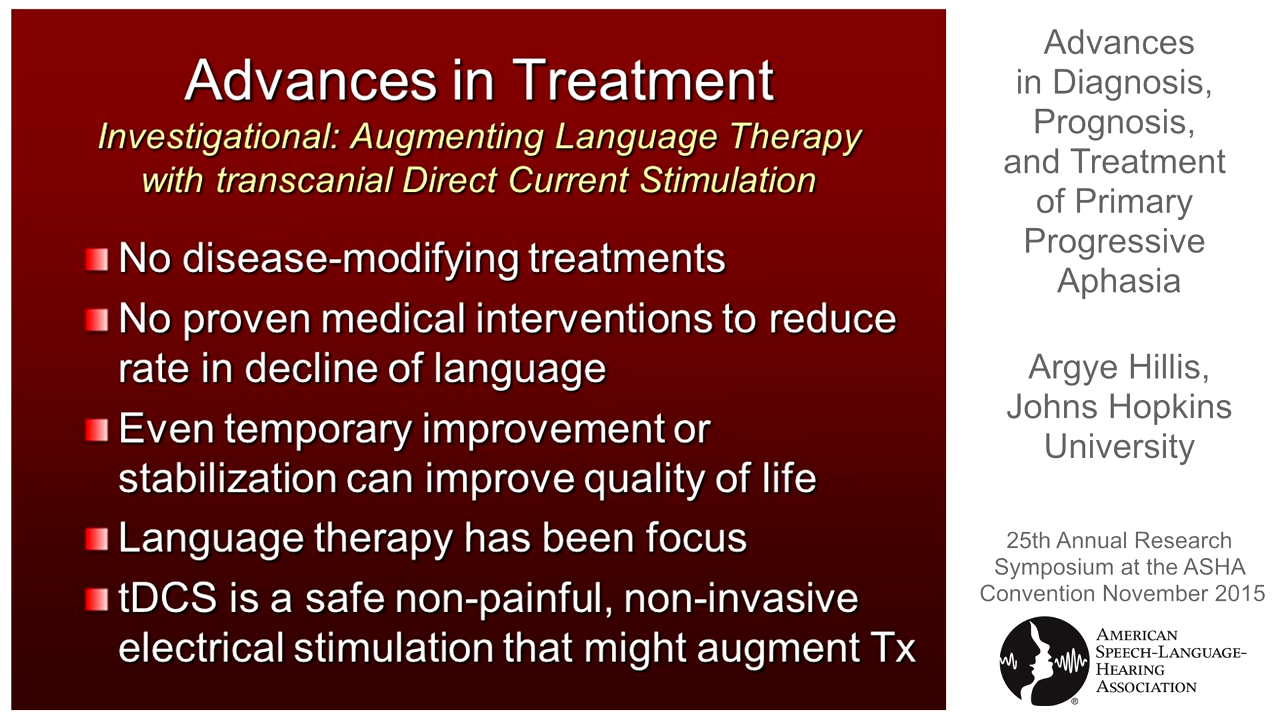 Advances in Treatment
Investigational: Augmenting Language Therapy
with transcanial Direct Current Stimulation
No disease-modifying treatments
No proven medical interventions to reduce
rate in decline of language
Even temporary improvement or
stabilization can improve quality of life
Language therapy has been focus
tDCS is a safe non-painful, non-invasive
electrical stimulation that might augment Tx
Advances
in Diagnosis,
Prognosis,
and Treatment
of Primary
Progressive
Aphasia
Argye Hillis,
Johns Hopkins
University
25th Annual Research
Symposium at the ASHA
Convention November 2015
AMERICAN
SPEECH-LANGUAGE-
HEARING
ASSOCIATION
®